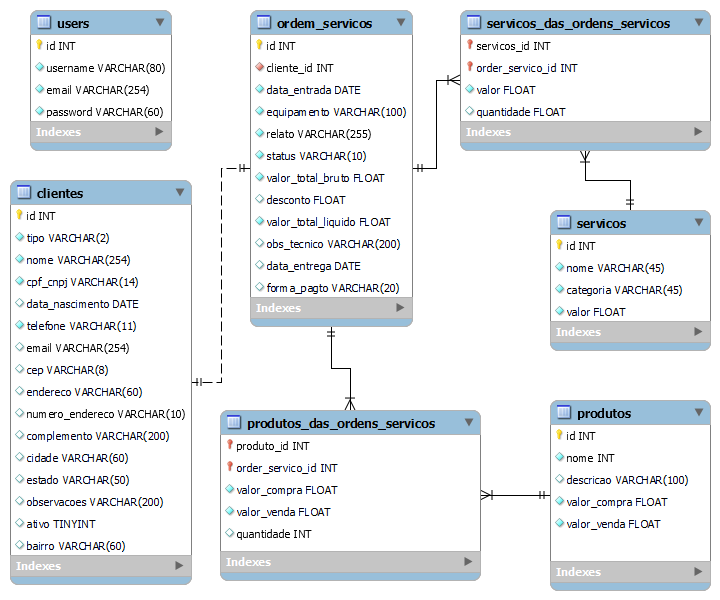 users
id INT
username VARCHAR(80)
email VARCHAR(254)
password VARCHAR(60)
Indexes
ordem_servicos
id INT
cliente_id INT
data_entrada DATE
equipamento VARCHAR(100)
relato VARCHAR(255)
status VARCHAR(10)
valor_total_bruto FLOAT
desconto FLOAT
valor_total_liquido FLOAT
obs_tecnico VARCHAR(200)
data_entrega DATE
forma_pagto VARCHAR(20)
Indexes
servicos_das_ordens_servicos
servicos_id INT
order_servico_id INT
valor FLOAT
quantidade FLOAT
Indexes
clientes
id INT
tipo VARCHAR(2)
nome VARCHAR(254)
cpf_cnpj VARCHAR(14)
data_nascimento DATE
telefone VARCHAR(11)
email VARCHAR(254)
cep VARCHAR(8)
endereco VARCHAR(60)
numero_endereco VARCHAR(10)
complemento VARCHAR(200)
cidade VARCHAR(60)
estado VARCHAR(50)
observacoes VARCHAR(200)
ativo TINYINT
bairro VARCHAR(60)
Indexes
servicos
id INT
nome VARCHAR(45)
categoria VARCHAR(45)
valor FLOAT
Indexes
produtos_das_ordens_servicos
produto_id INT
order_servico_id INT
valor_compra FLOAT
valor_venda FLOAT
quantidade INT
Indexes
produtos
id INT
nome INT
descricao VARCHAR(100)
valor_compra FLOAT
valor_venda FLOAT
Indexes